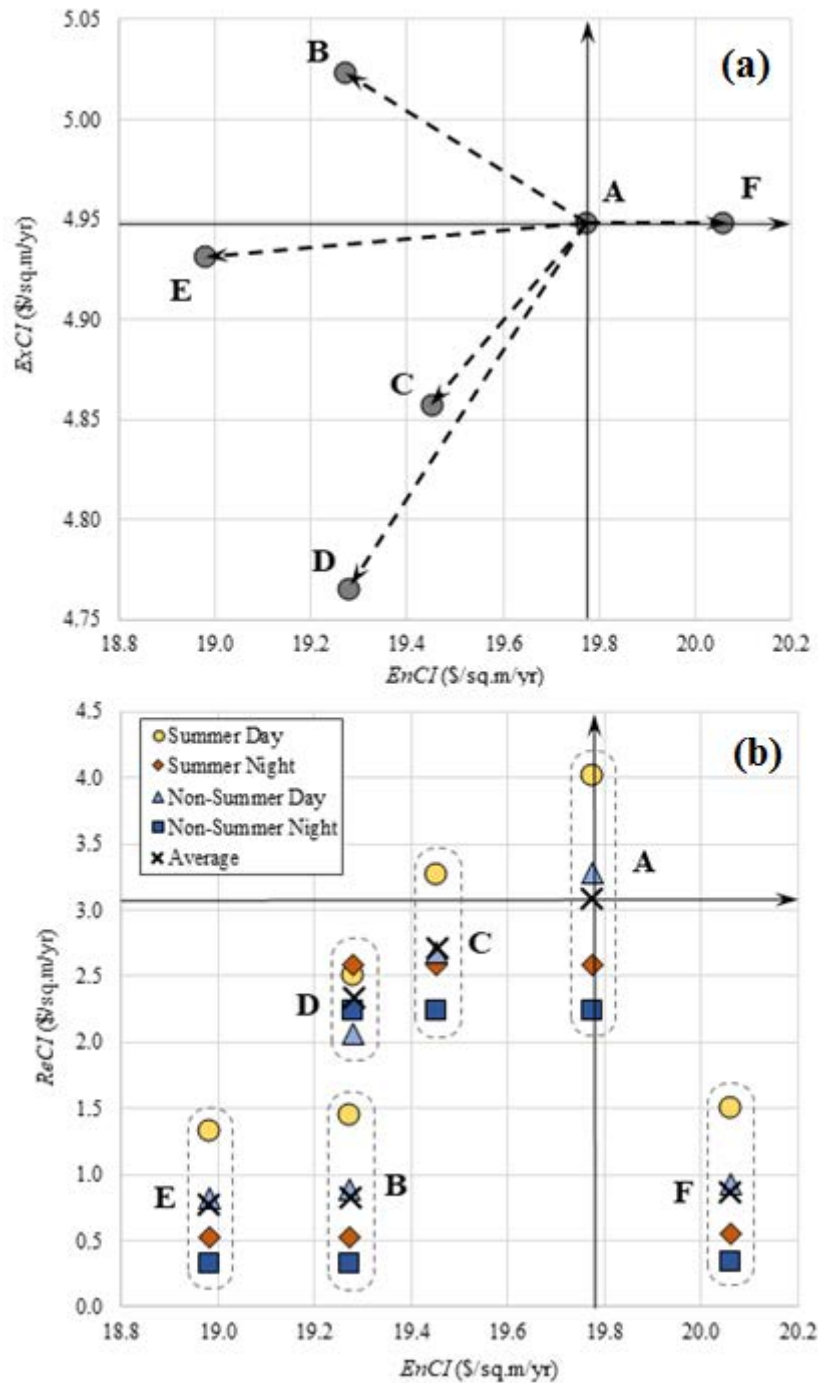 5.05
(a)
B
5.00
A
F
4.95
E
ExCI ($/sq.m/yr)
4.90
C
4.85
D
4.80
4.75
18.8 19.0 19.2 19.4 19.6 19.8 20.0 20.2
EnCI ($/sq.m/yr)
4.5
Summer Day
(b)
Summer Night
4.0
Non-Summer Day
Non-Summer Night
3.5
Average
A
3.0
C
2.5
D
ReCI ($/sq.m/yr)
2.0
1.5
1.0
E
B
F
0.5
0.0
18.8 19.0 19.2 19.4 19.6 19.8 20.0 20.2
EnCI ($/sq.m/yr)